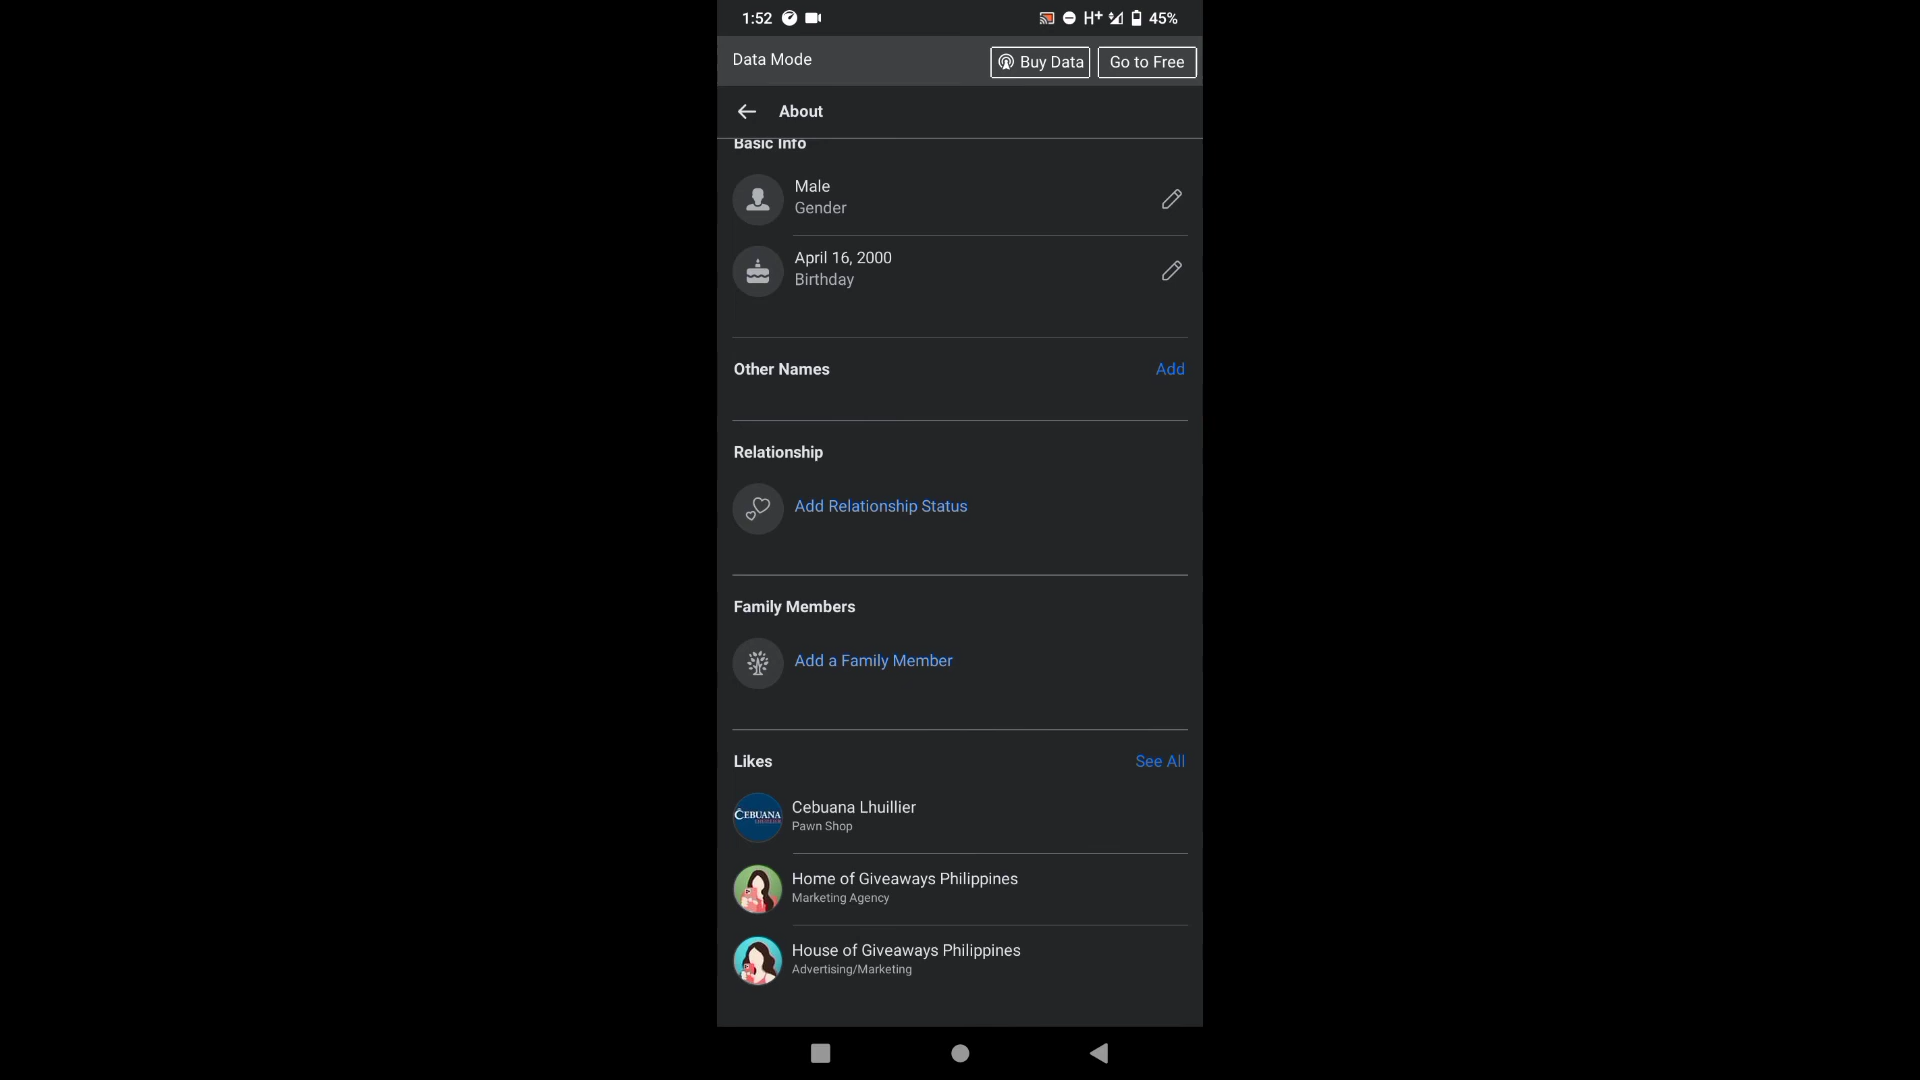 1:52
H+
45%
Data Mode
Buy Data
Go to Free
About
Basic Info
Male
Gender
April 16, 2000
Birthday
Other Names
Add
Relationship
Add Relationship Status
Family Members
Add a Family Member
Likes
See All
CEBUANA
LHUILLIER
Cebuana Lhuillier
Pawn Shop
Home of Giveaways Philippines
Marketing Agency
House of Giveaways Philippines
Advertising/Marketing